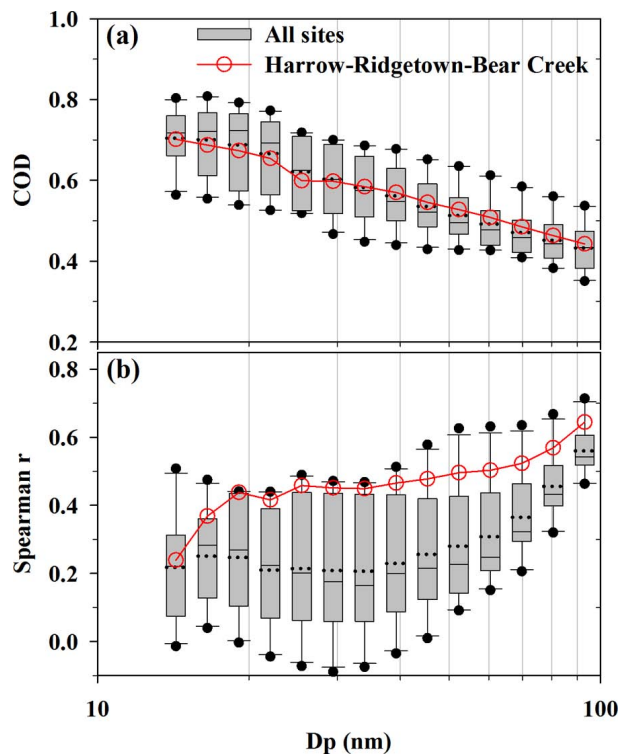 (a)
All sites
Harrow-Ridgetown-Bear Creek
COD
1.0
0.8
0.6
0.4
0.2
(b)
Spearman r
0.8
0.6
0.4
0.2
0.0
10
100
Dp (nm)